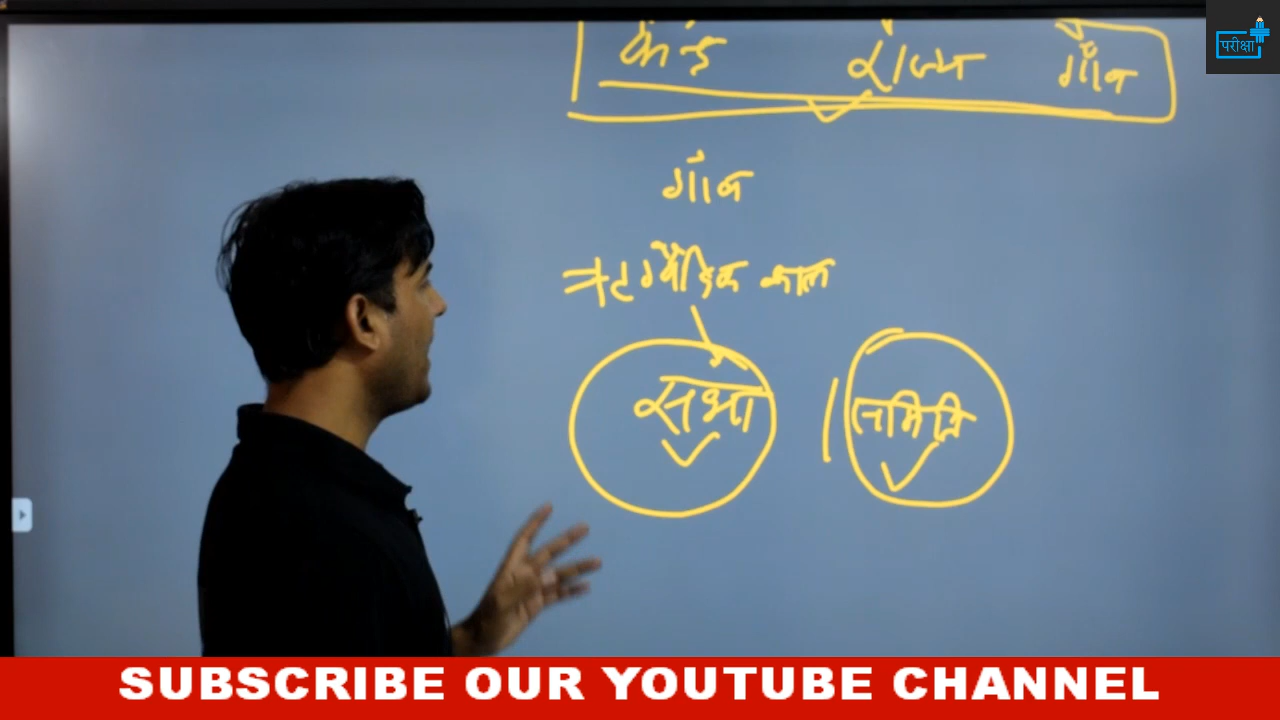 परीक्षा
केन्द्र राज्य गाँव
गाँव
ऋग्वैदिक काल
सभा समिति
SUBSCRIBE OUR YOUTUBE CHANNEL